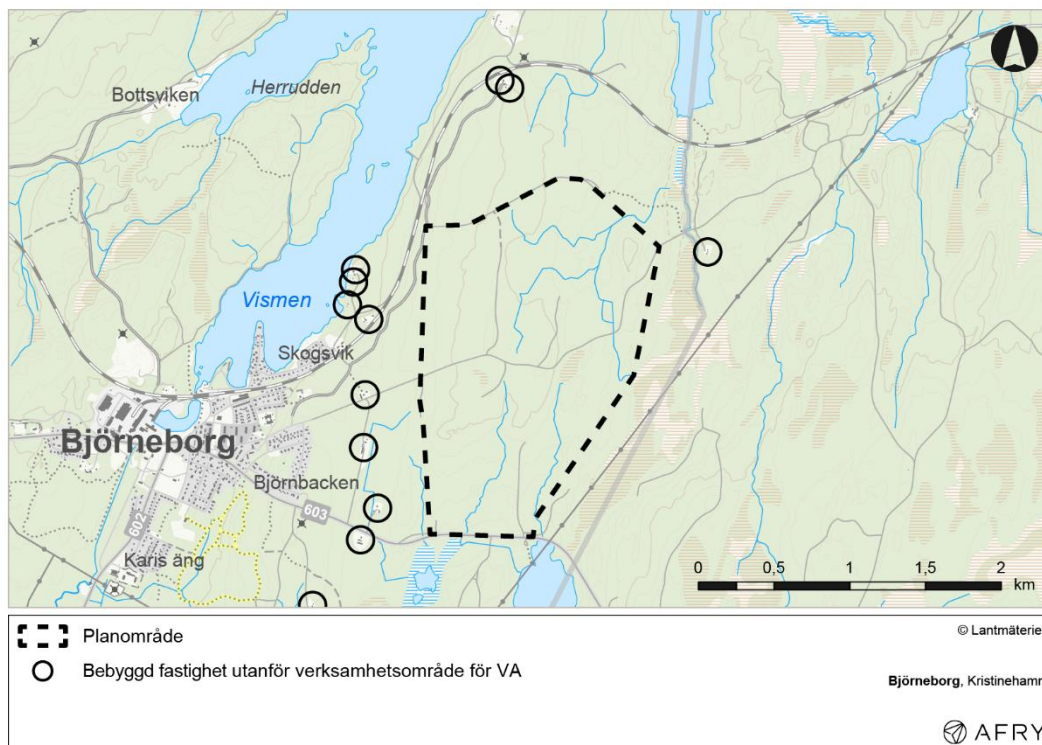 Bottsviken
Herrudden
Vismen
Skogsvik
Björneborg
Björnbacken
603
602
Karis äng
0 0,5 1 1,5 2
km
Planområde
© Lantmäterie
Bebyggd fastighet utanför verksamhetsområde för VA
Björneborg, Kristinehamn
AFRY